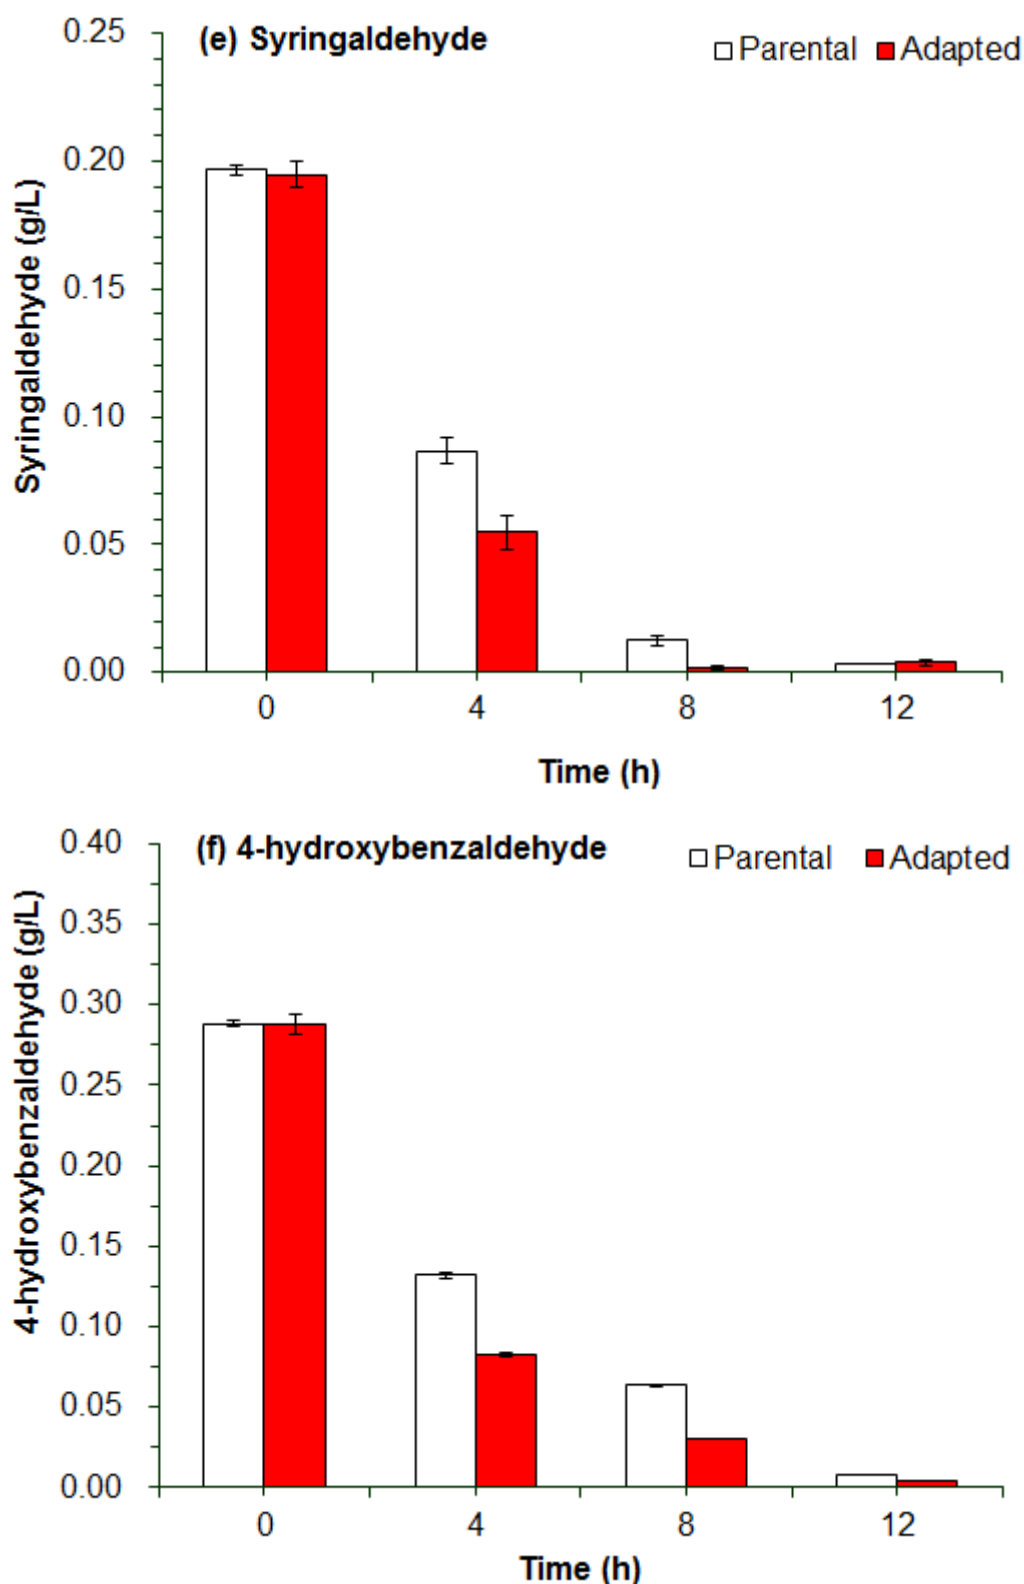 (e) Syringaldehyde
Parental Adapted
Syringaldehyde (g/L)
0.25
0.20
0.15
0.10
0.05
0.00
0 4 8 12
Time (h)
(f) 4-hydroxybenzaldehyde
Parental Adapted
4-hydroxybenzaldehyde (g/L)
0.40
0.35
0.30
0.25
0.20
0.15
0.10
0.05
0.00
0 4 8 12
Time (h)